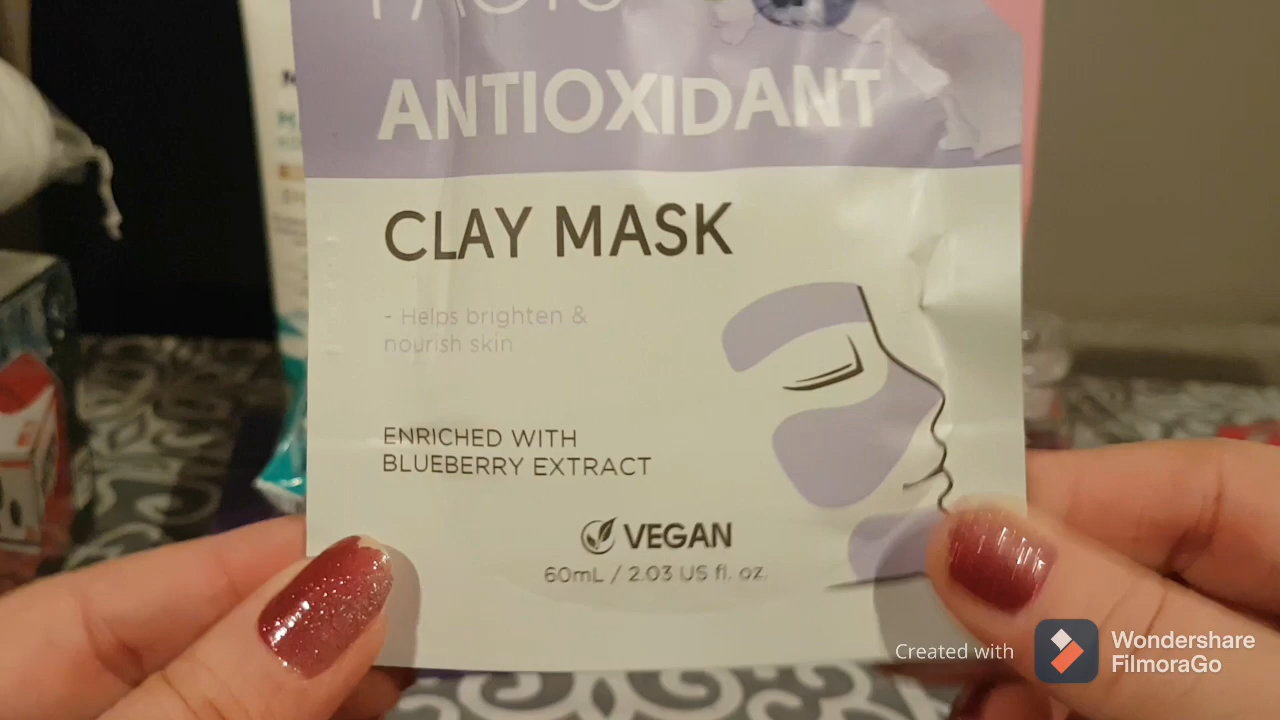 FACTS
ANTIOXIDANT
CLAY MASK
- Helps brighten &
nourish skin
ENRICHED WITH
BLUEBERRY EXTRACT
VEGAN
60mL / 2.03 US fl. oz.
Created with
Wondershare
FilmoraGo